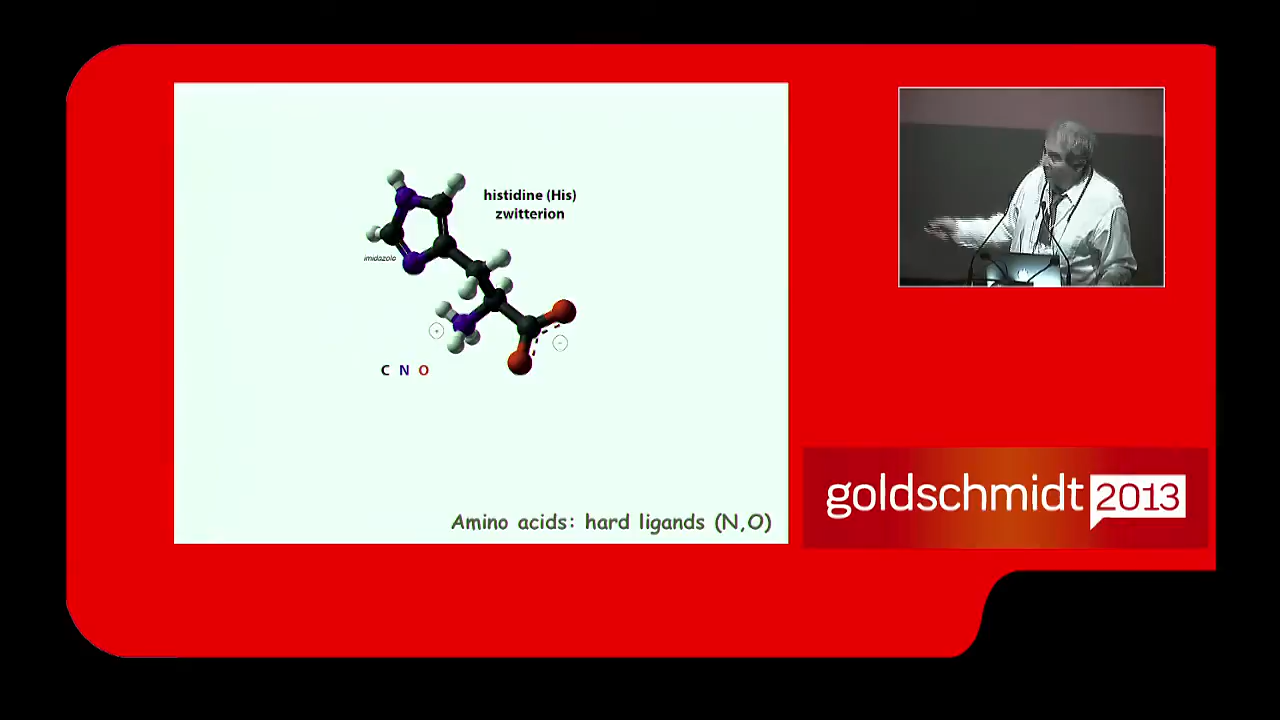 histidine (His)
zwitterion
imidazole
+
−
C N O
Amino acids: hard ligands (N,O)
goldschmidt 2013